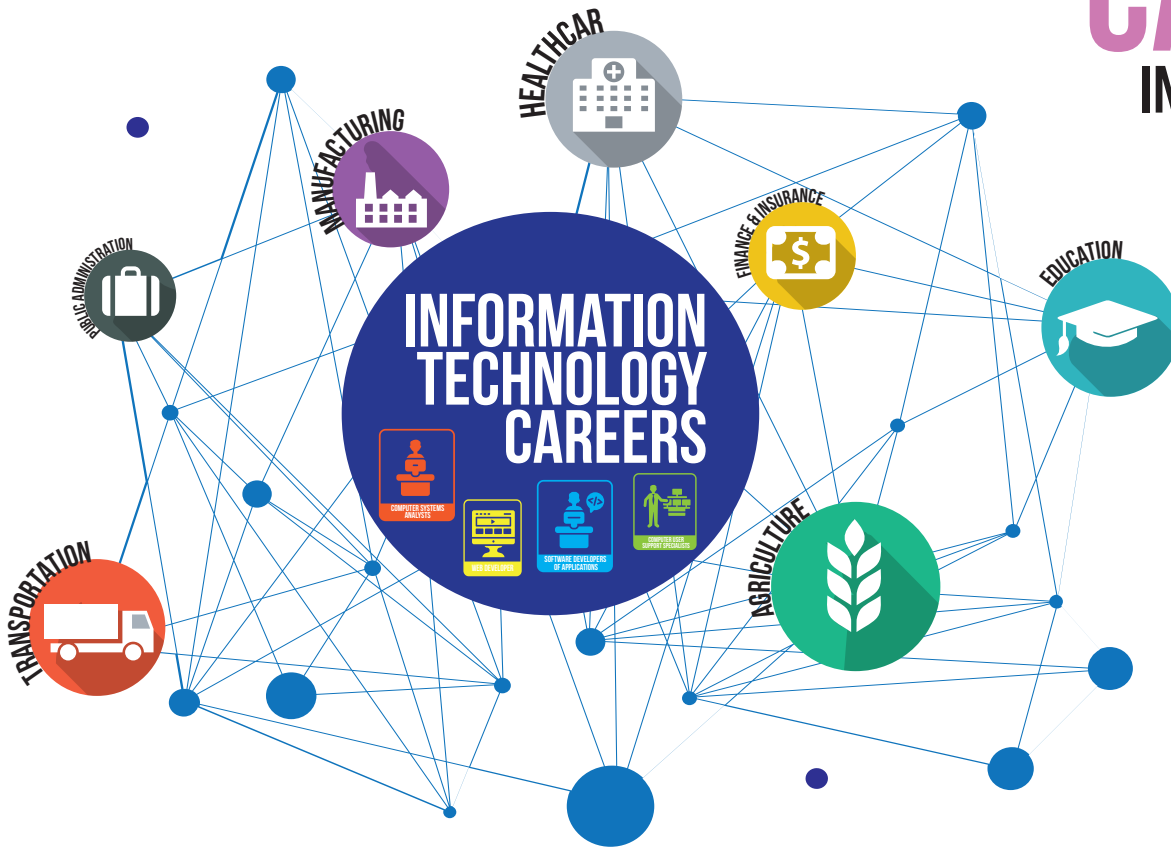 IN
HEALTHCAR
MANUFACTURING
FINANCE & INSURANCE
PUBLIC ADMINISTRATION
EDUCATION
INFORMATION
TECHNOLOGY
CAREERS
COMPUTER SYSTEMS
ANALYSTS
WEB DEVELOPER
SOFTWARE DEVELOPERS
OF APPLICATIONS
COMPUTER USER
SUPPORT SPECIALISTS
AGRICULTURE
TRANSPORTATION